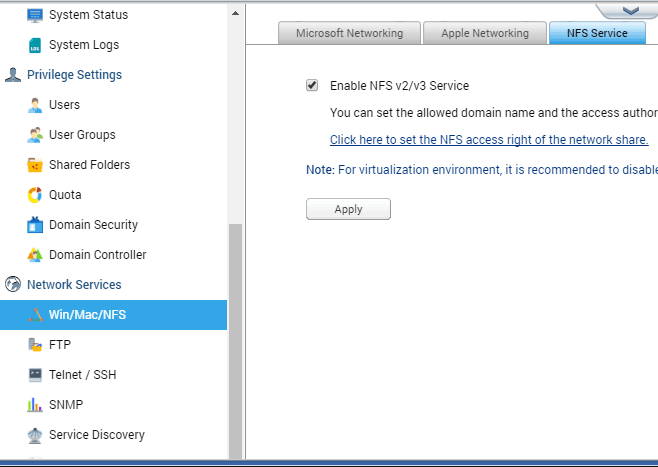 System Status
System Logs
Privilege Settings
Users
User Groups
Shared Folders
Quota
Domain Security
Domain Controller
Network Services
Win/Mac/NFS
FTP
Telnet / SSH
SNMP
Service Discovery
Microsoft Networking
Apple Networking
NFS Service
Enable NFS v2/v3 Service
You can set the allowed domain name and the access author
Click here to set the NFS access right of the network share.
Note: For virtualization environment, it is recommended to disable
Apply